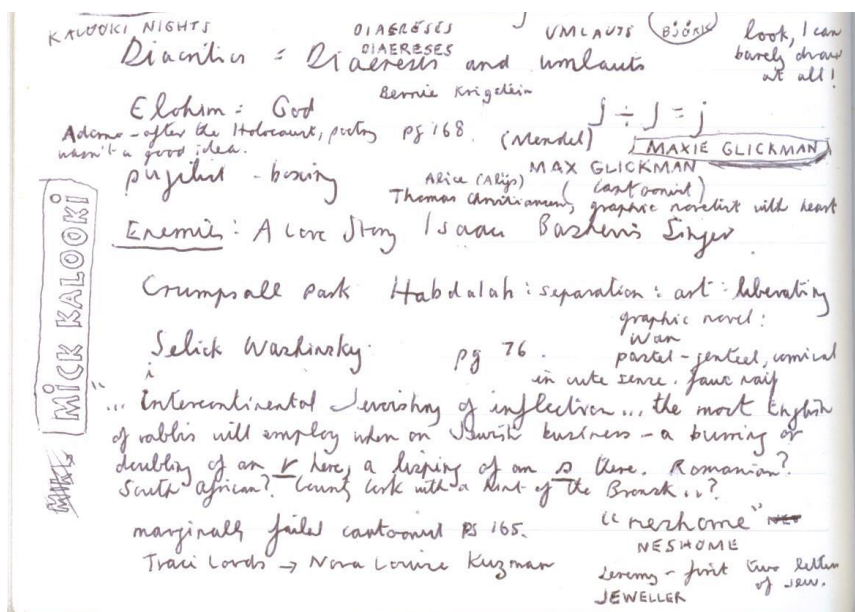 KALOOKI NIGHTS
DIAERESES
DIAERESES
UMLAUTS
BJÖRK
look, I can
barely draw
at all!
Diacritics = Diaeresis and umlauts
Bernie Krigstein
Elohim = God
J ÷ J = j
Adorno - after the Holocaust, poetry pg 168. (Mendel)
wasn't a good idea.
MAXIE GLICKMAN
MAX GLICKMAN
pugilist - boxing
Alice (Alÿs) (cartoonist)
Thomas Christiansen, graphic novelist with heart
Enemies: A Love Story Isaac Bashevis Singer
Crumpsall Park Habdalah: separation: art: liberating
graphic novel:
wan
Selick Washinsky. pg 76. pastel - genteel, comical
i
in cute sense. faux naif
"... Intercontinental Jewishry of inflection... the most English
of rabbis will employ when on Jewish business - a burring or
doubling of an r here, a lisping of an s there. Romanian?
South African? County Cork with a hint of the Bronx..?"
marginally failed cartoonist pg 165.
"neshome"
NESHOME
Traci Lords → Nora Louise Kuzman
Jeremy - first two letters
of Jew.
JEWELLER
MICK KALOOKI
MIKE